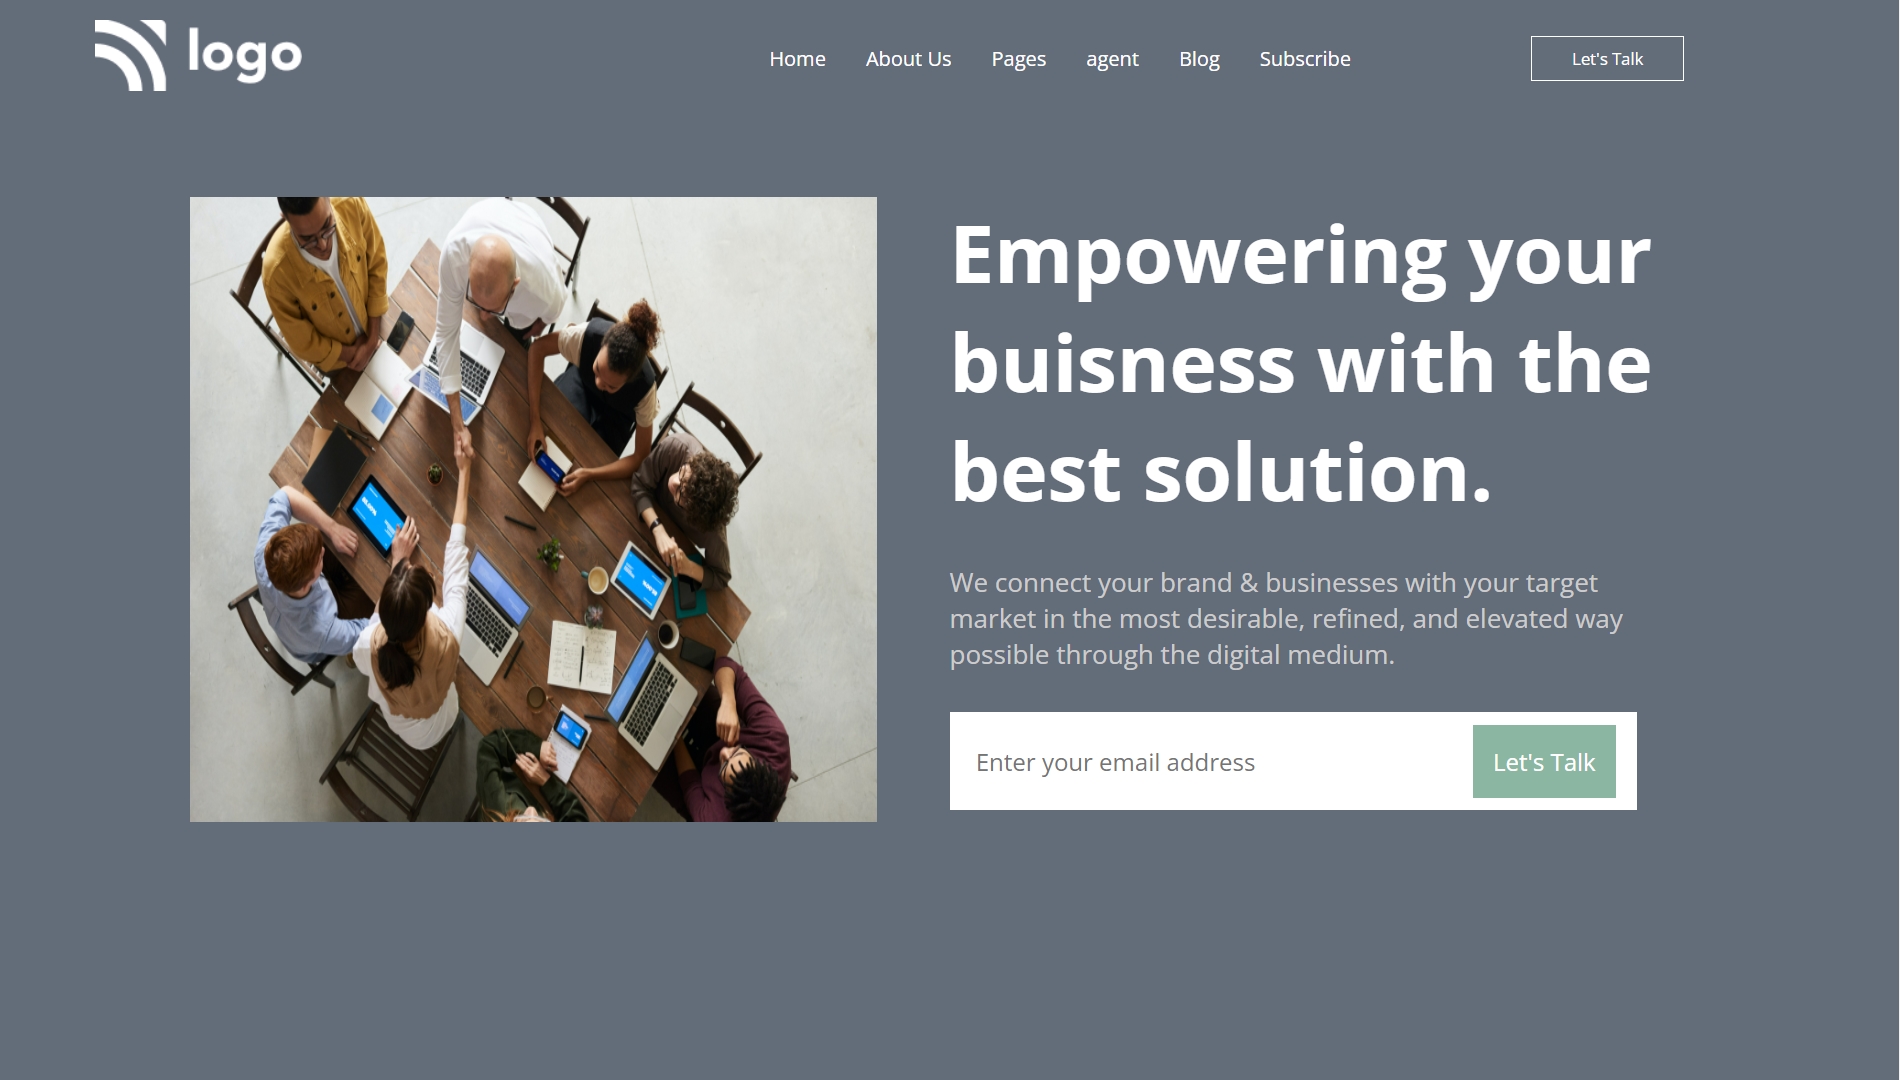 logo
Home About Us Pages agent Blog Subscribe Let's Talk
Empowering your
buisness with the
best solution.
We connect your brand & businesses with your target
market in the most desirable, refined, and elevated way
possible through the digital medium.
Enter your email address Let's Talk